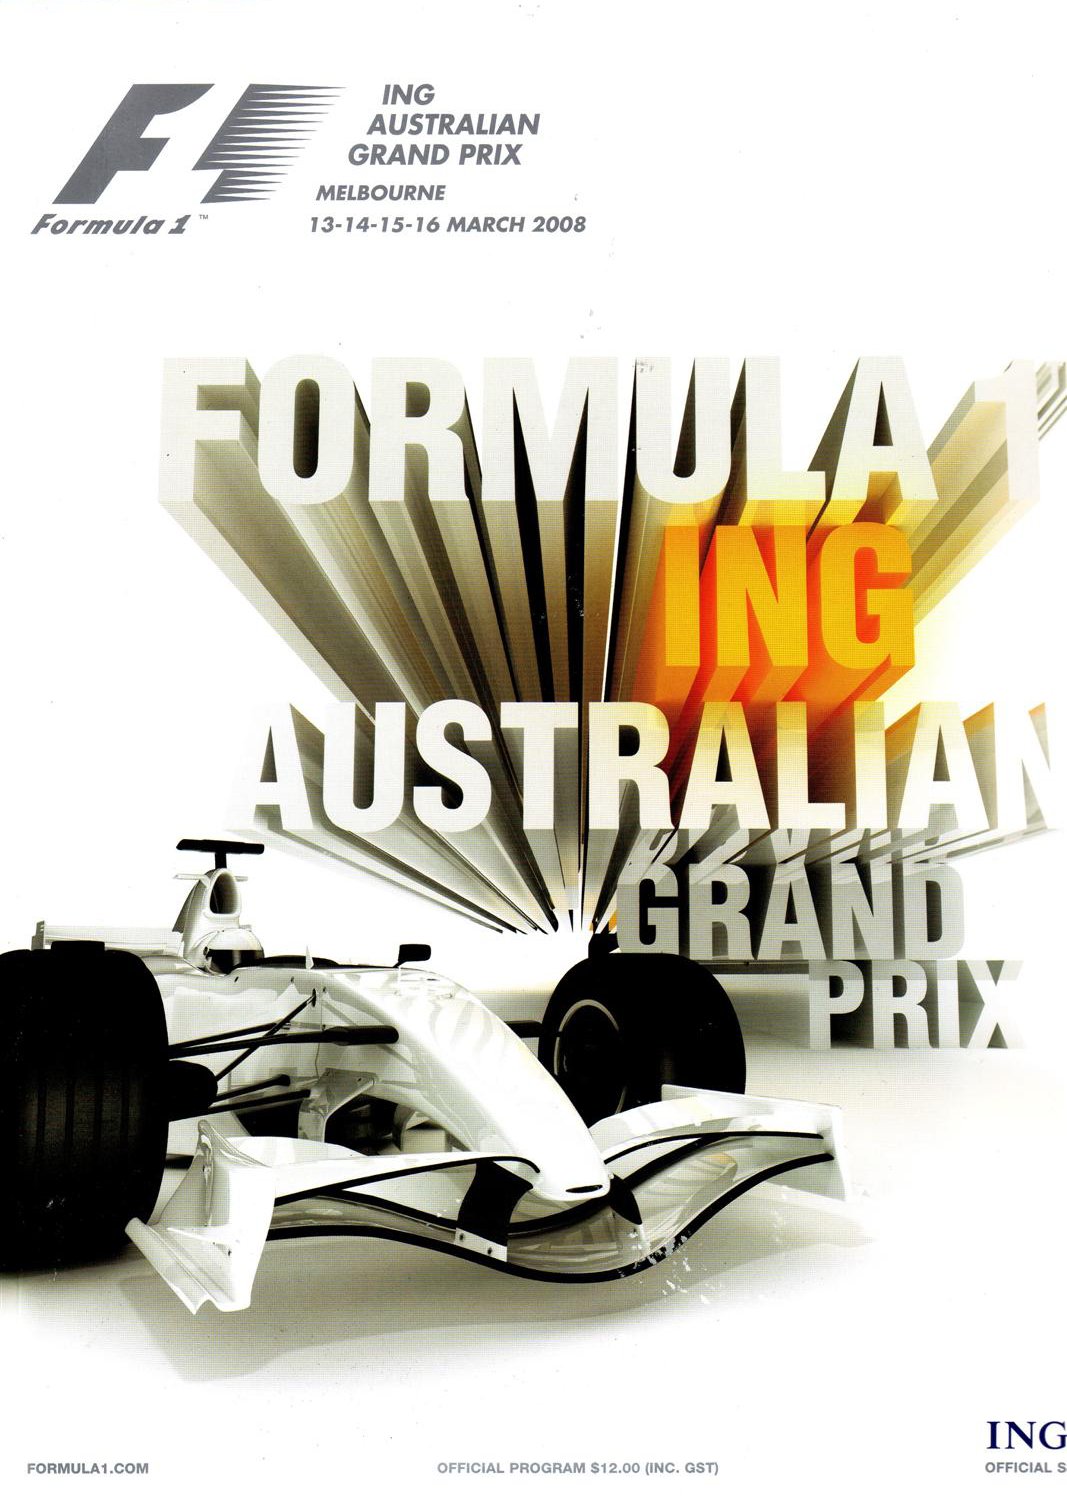 ING
AUSTRALIAN
GRAND PRIX
MELBOURNE
Formula 1™
13-14-15-16 MARCH 2008
FORMULA 1
ING
AUSTRALIAN
GRAND
PRIX
ING
FORMULA1.COM
OFFICIAL PROGRAM $12.00 (INC. GST)
OFFICIAL S